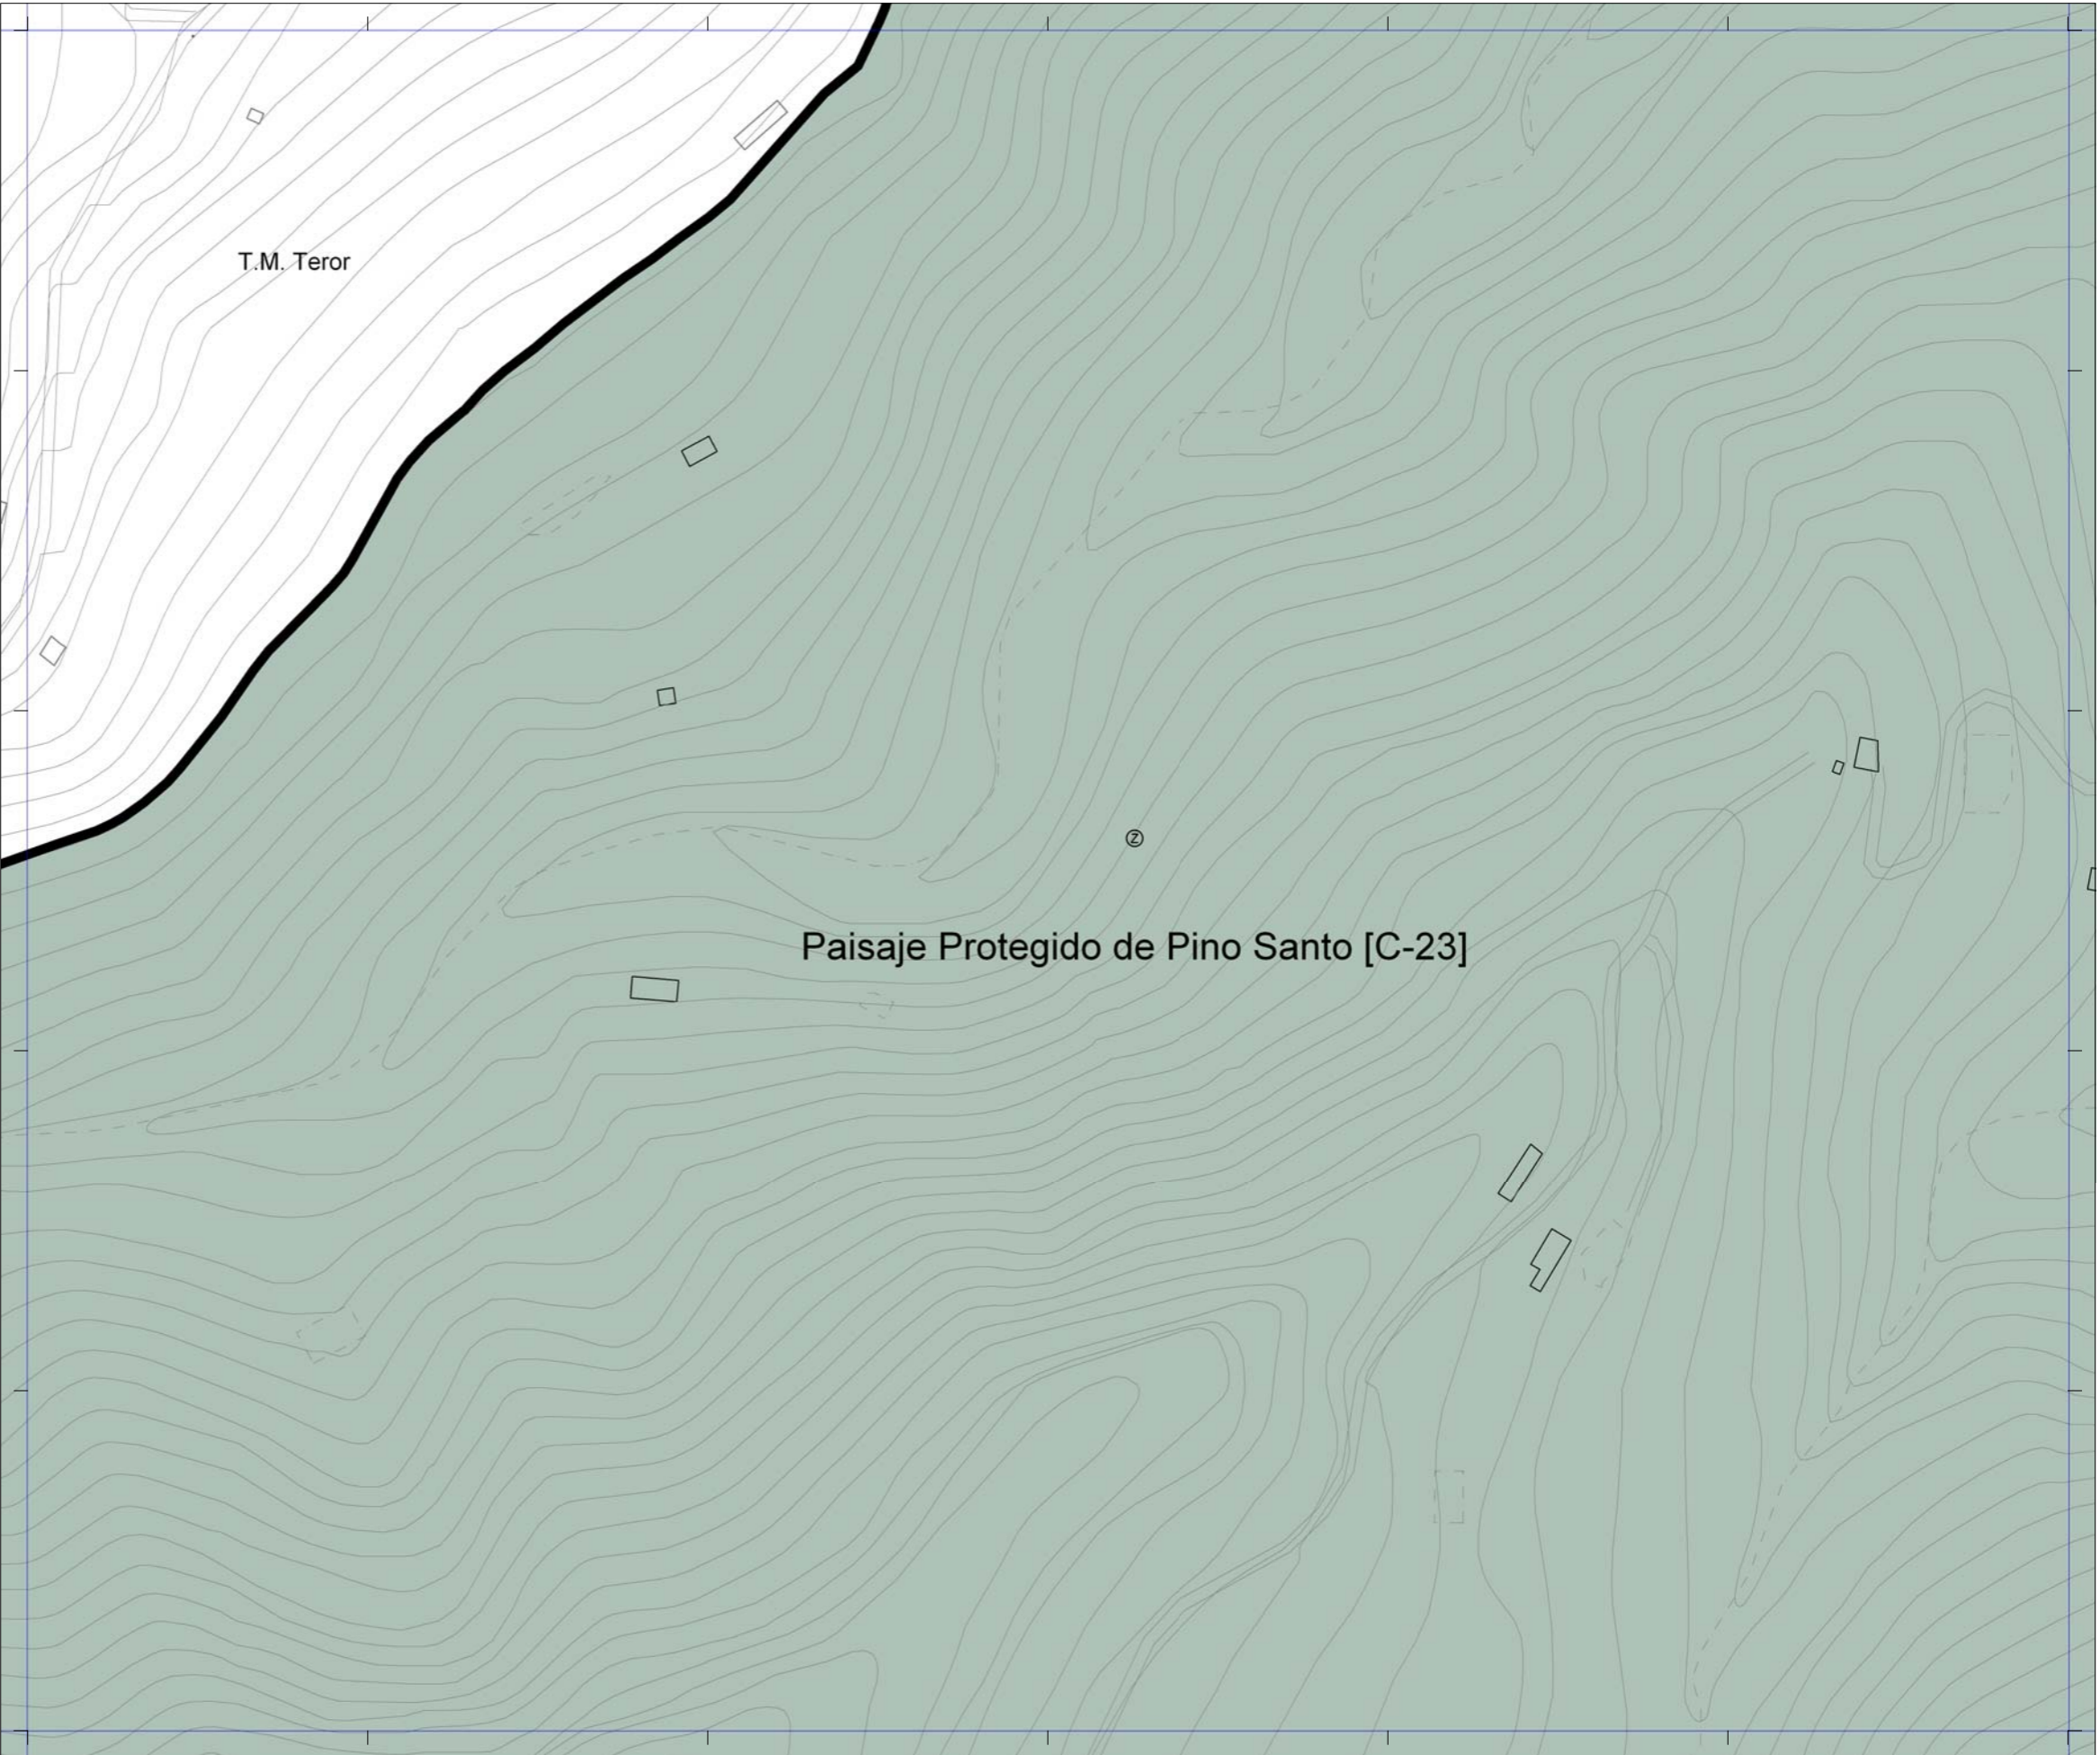 T.M. Teror
Z
Paisaje Protegido de Pino Santo [C-23]